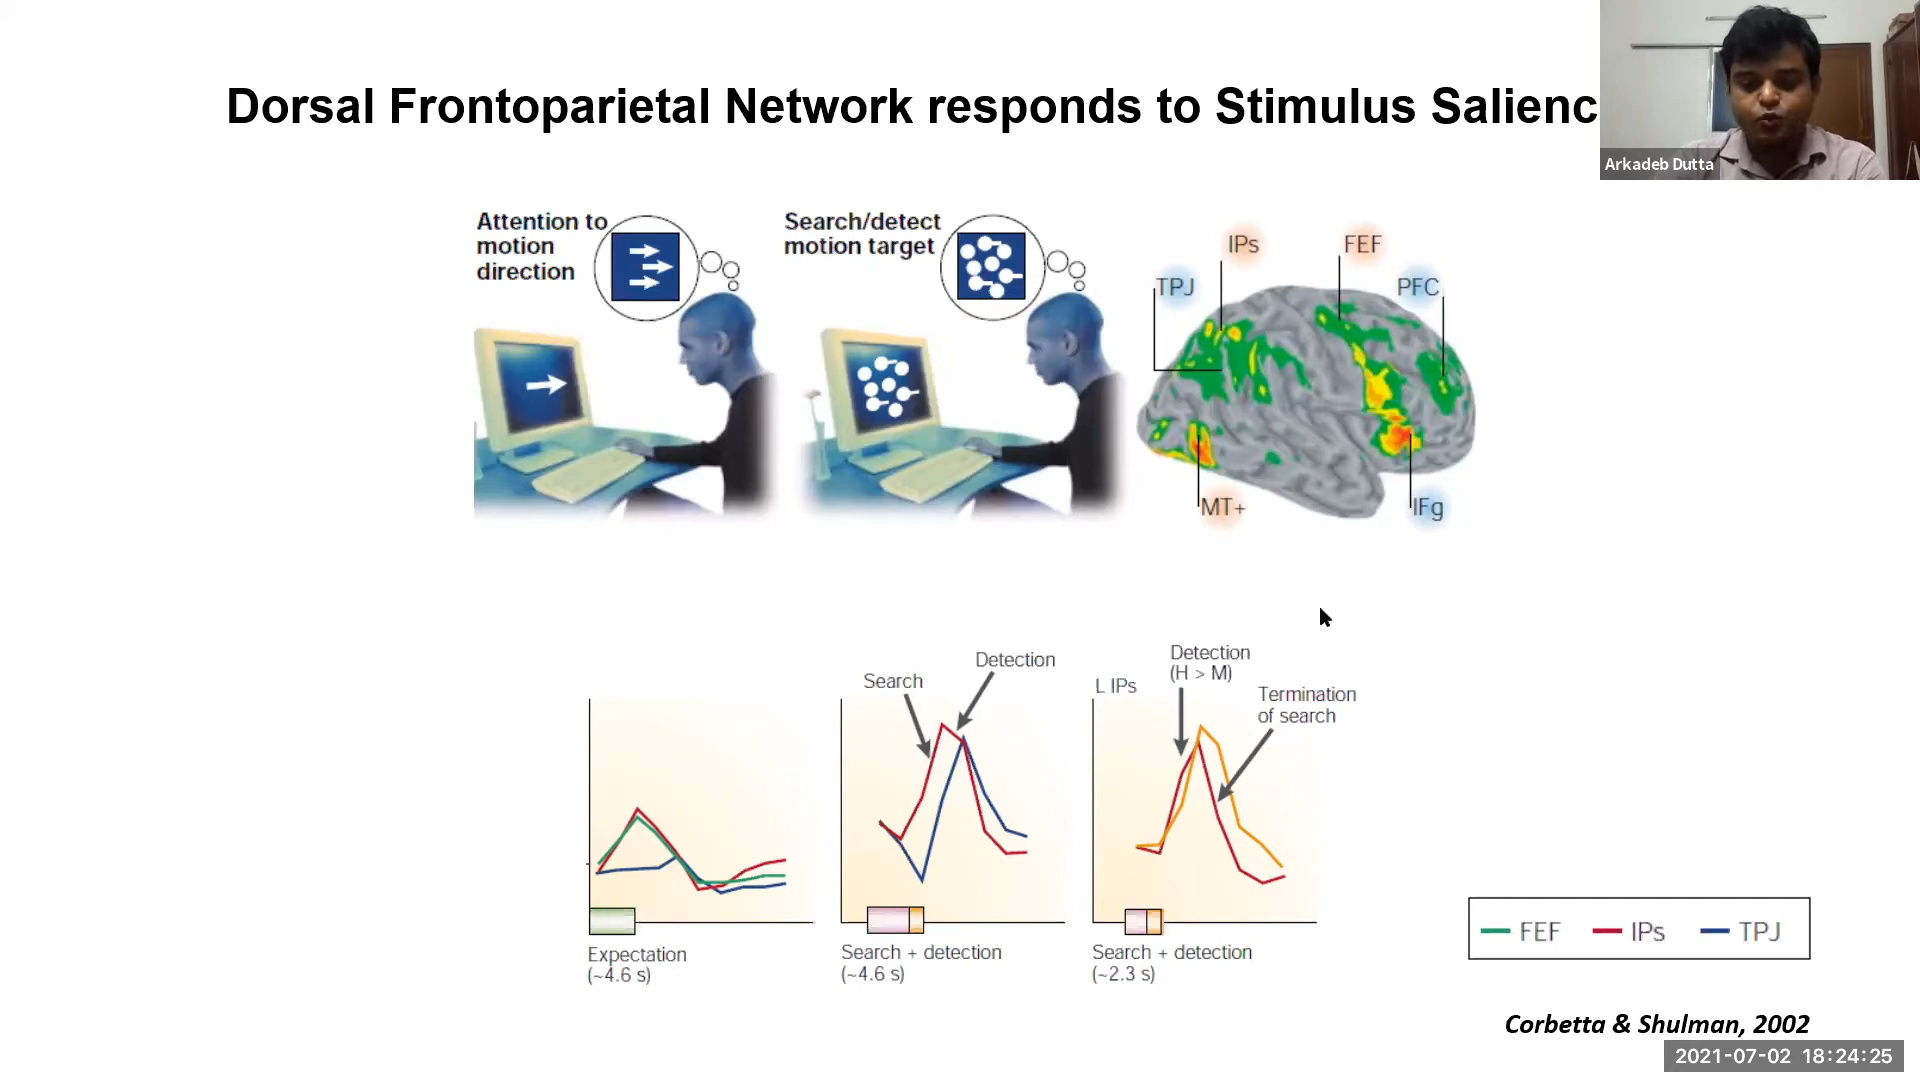 Dorsal Frontoparietal Network responds to Stimulus Salienc
Arkadeb Dutta
Attention to
motion
direction
Search/detect
motion target
IPs
FEF
TPJ
PFC
MT+
IFg
Search
Detection
L IPs
Detection
(H > M)
Termination
of search
Expectation
(~4.6 s)
Search + detection
(~4.6 s)
Search + detection
(~2.3 s)
FEF IPs TPJ
Corbetta & Shulman, 2002
2021-07-02 18:24:25